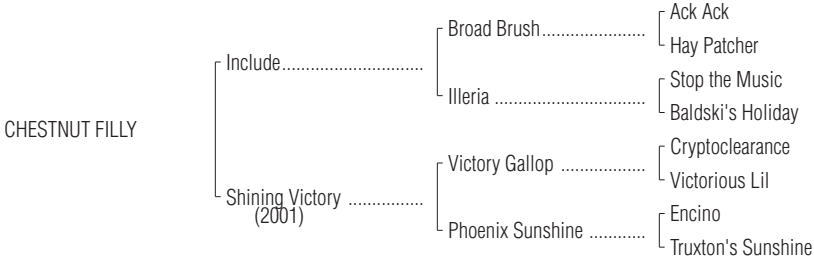 Ack Ack
Broad Brush......................
Hay Patcher
Include..............................
Stop the Music
Illeria ................................
Baldski's Holiday
CHESTNUT FILLY
Cryptoclearance
Victory Gallop ..................
Victorious Lil
Shining Victory ................
(2001)
Encino
Phoenix Sunshine ............
Truxton's Sunshine